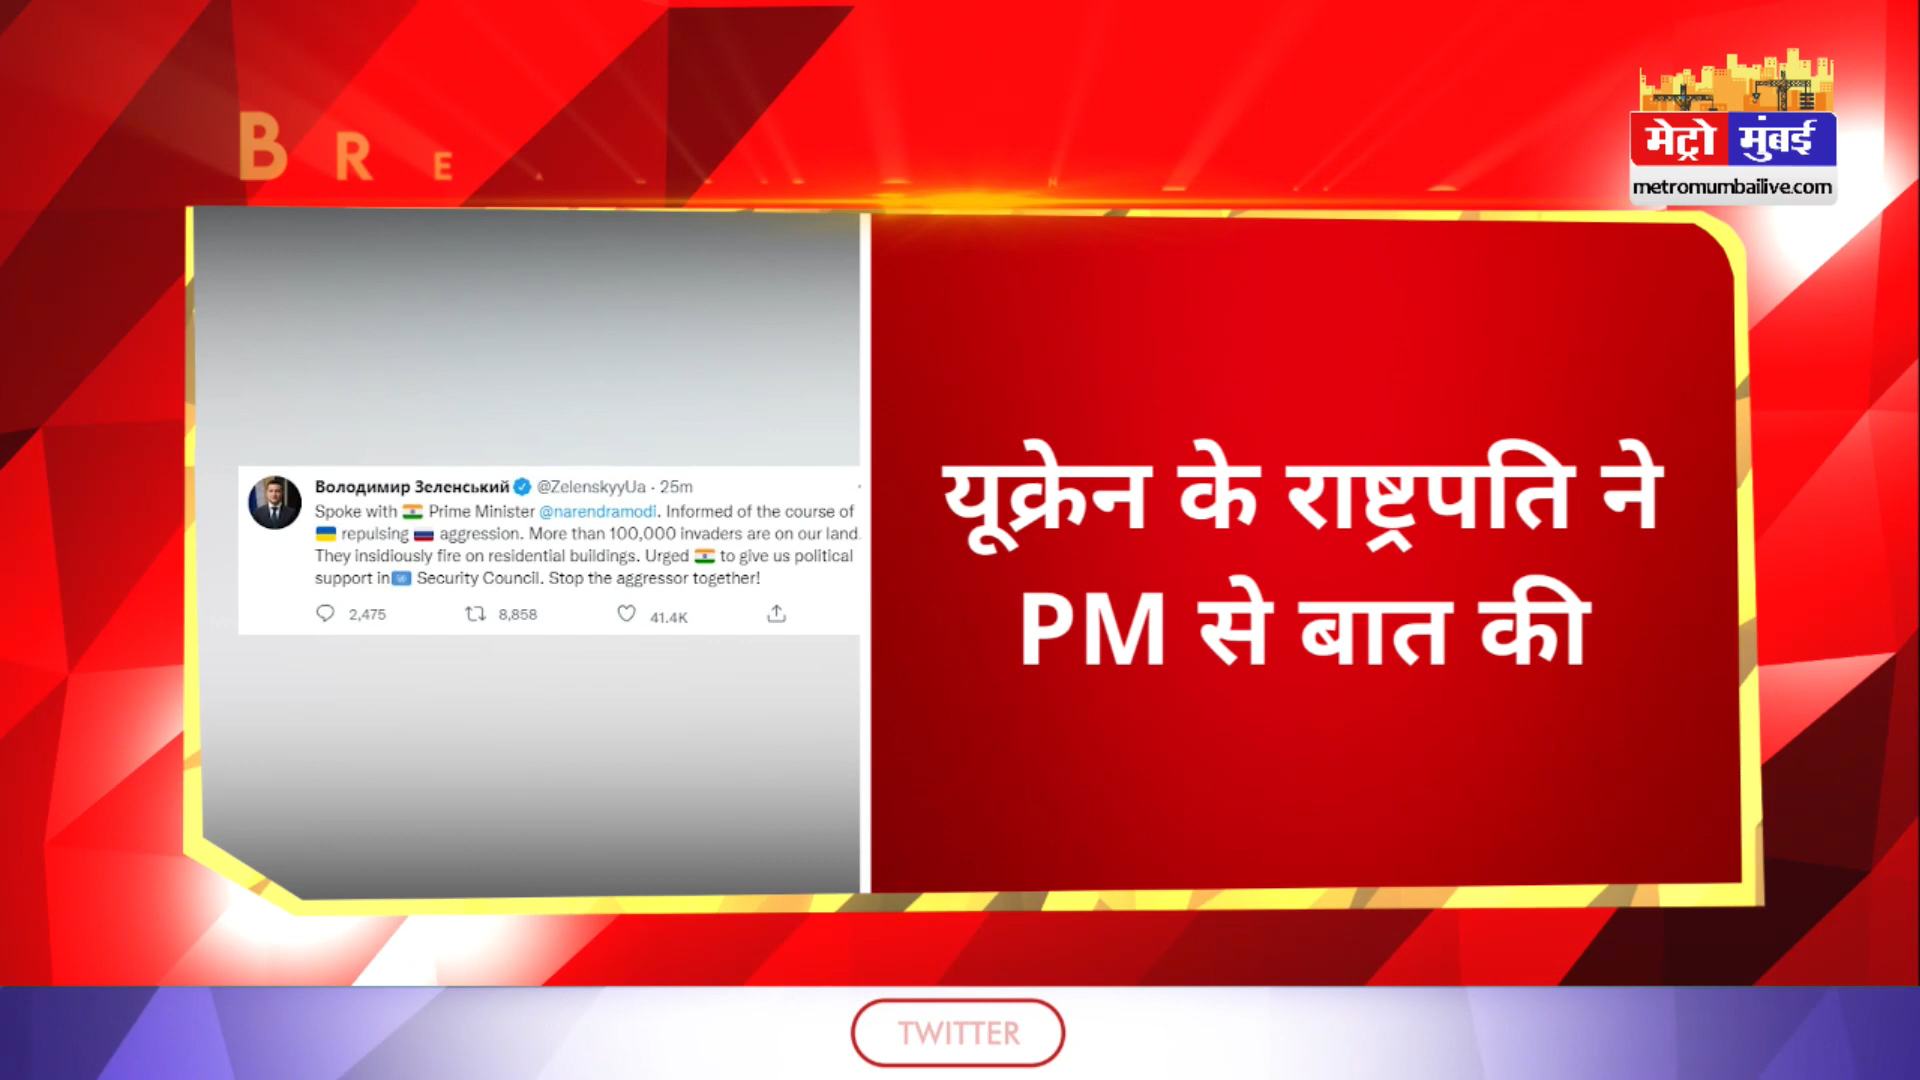 BRE
मेट्रो मुंबई
metromumbailive.com
Володимир Зеленський @ZelenskyyUa · 25m
Spoke with 🇮🇳 Prime Minister @narendramodi. Informed of the course of
🇺🇦 repulsing 🇷🇺 aggression. More than 100,000 invaders are on our land.
They insidiously fire on residential buildings. Urged 🇮🇳 to give us political
support in🇺🇳 Security Council. Stop the aggressor together!
2,475 8,858 41.4K
यूक्रेन के राष्ट्रपति ने
PM से बात की
TWITTER